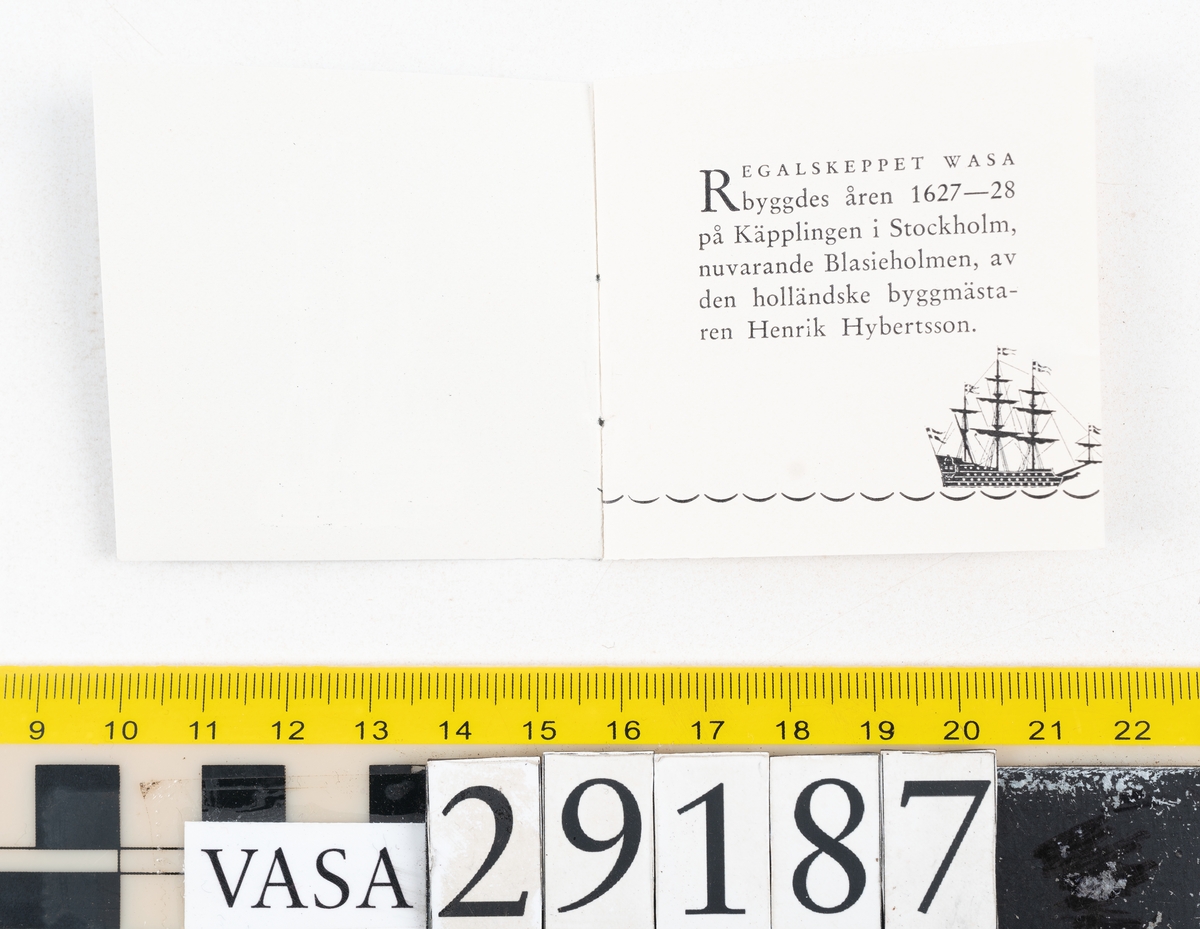 REGALSKEPPET WASA
byggdes åren 1627—28
på Käpplingen i Stockholm,
nuvarande Blasieholmen, av
den holländske byggmästa-
ren Henrik Hybertsson.
9 10 11 12 13 14 15 16 17 18 19 20 21 22
VASA 29187